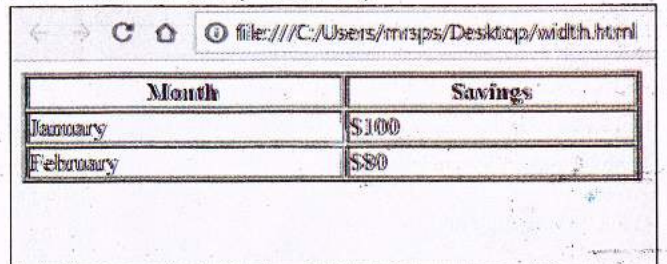 file:///C:/Users/mrsps/Desktop/width.html
Month Savings
January $100
February $80